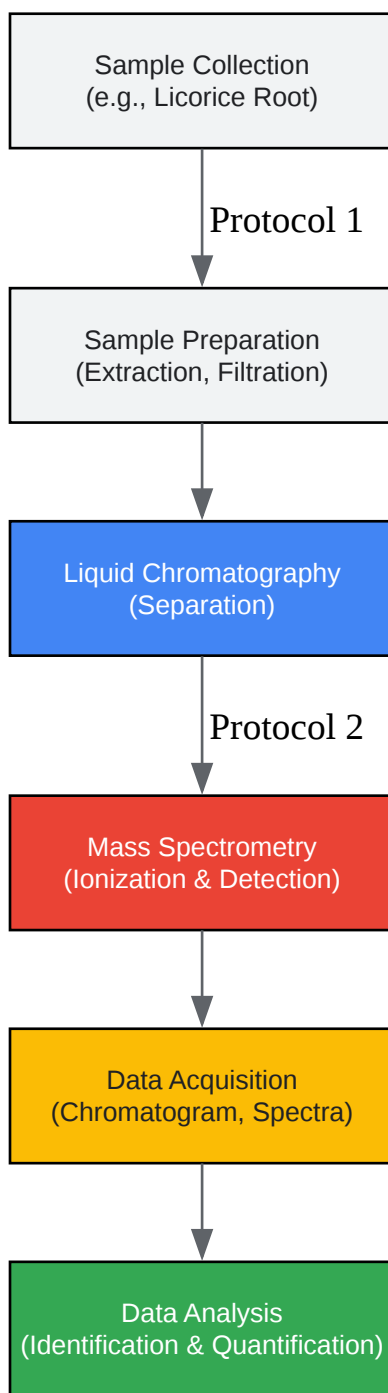 Sample Collection
(e.g., Licorice Root)
Protocol 1
Sample Preparation
(Extraction, Filtration)
Liquid Chromatography
(Separation)
Protocol 2
Mass Spectrometry
(Ionization & Detection)
Data Acquisition
(Chromatogram, Spectra)
Data Analysis
(Identification & Quantification)